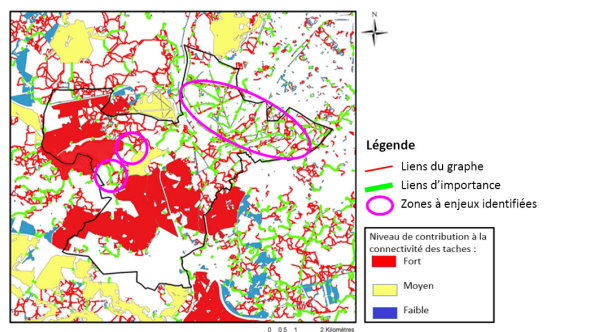 N
Légende
Liens du graphe
Liens d'importance
Zones à enjeux identifiées
Niveau de contribution à la
connectivité des taches :
Fort
Moyen
Faible
0 0.5 1 2 Kilomètres